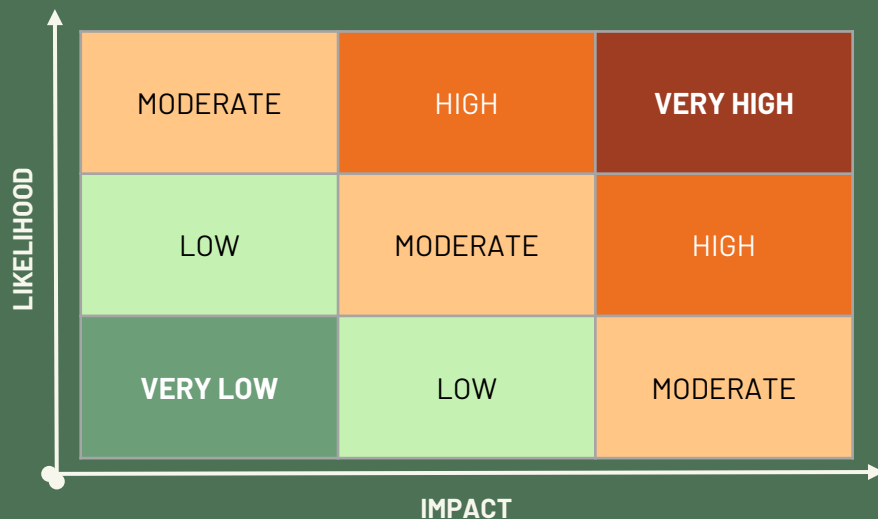 MODERATE
HIGH
VERY HIGH
LIKELIHOOD
LOW
MODERATE
HIGH
VERY LOW
LOW
MODERATE
IMPACT